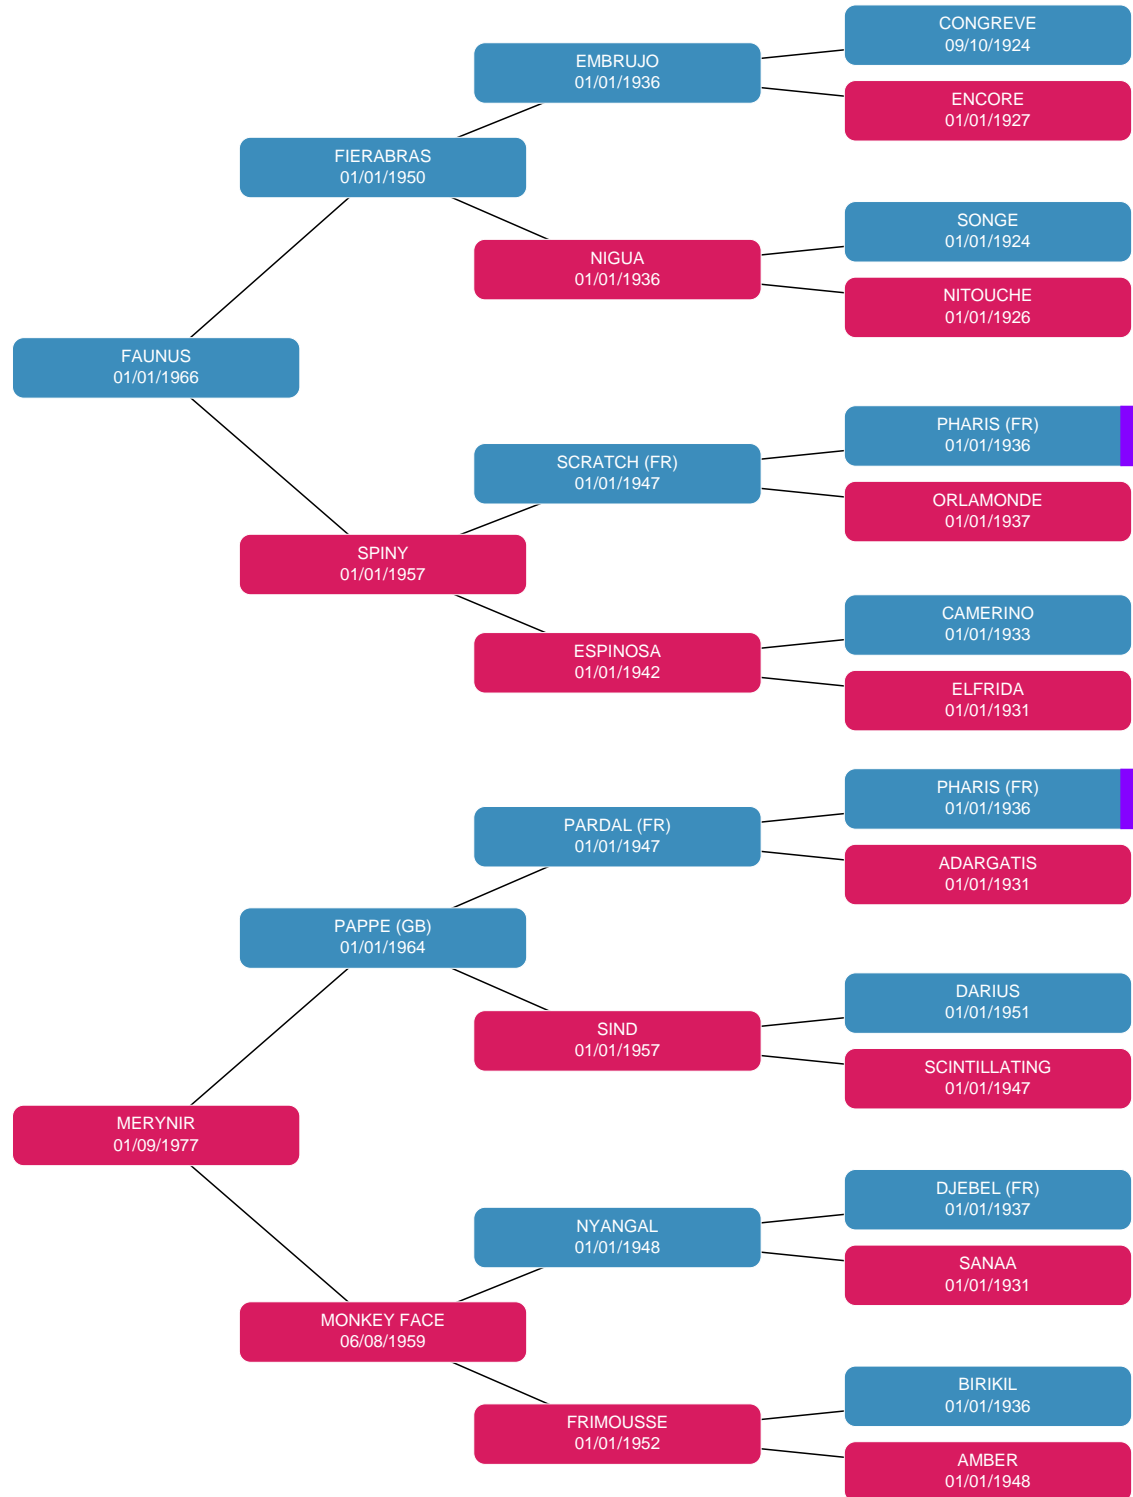 CONGREVE
09/10/1924
EMBRUJO
01/01/1936
ENCORE
01/01/1927
FIERABRAS
01/01/1950
SONGE
01/01/1924
NIGUA
01/01/1936
NITOUCHE
01/01/1926
FAUNUS
01/01/1966
PHARIS (FR)
01/01/1936
SCRATCH (FR)
01/01/1947
ORLAMONDE
01/01/1937
SPINY
01/01/1957
CAMERINO
01/01/1933
ESPINOSA
01/01/1942
ELFRIDA
01/01/1931
PHARIS (FR)
01/01/1936
PARDAL (FR)
01/01/1947
ADARGATIS
01/01/1931
PAPPE (GB)
01/01/1964
DARIUS
01/01/1951
SIND
01/01/1957
SCINTILLATING
01/01/1947
MERYNIR
01/09/1977
DJEBEL (FR)
01/01/1937
NYANGAL
01/01/1948
SANAA
01/01/1931
MONKEY FACE
06/08/1959
BIRIKIL
01/01/1936
FRIMOUSSE
01/01/1952
AMBER
01/01/1948